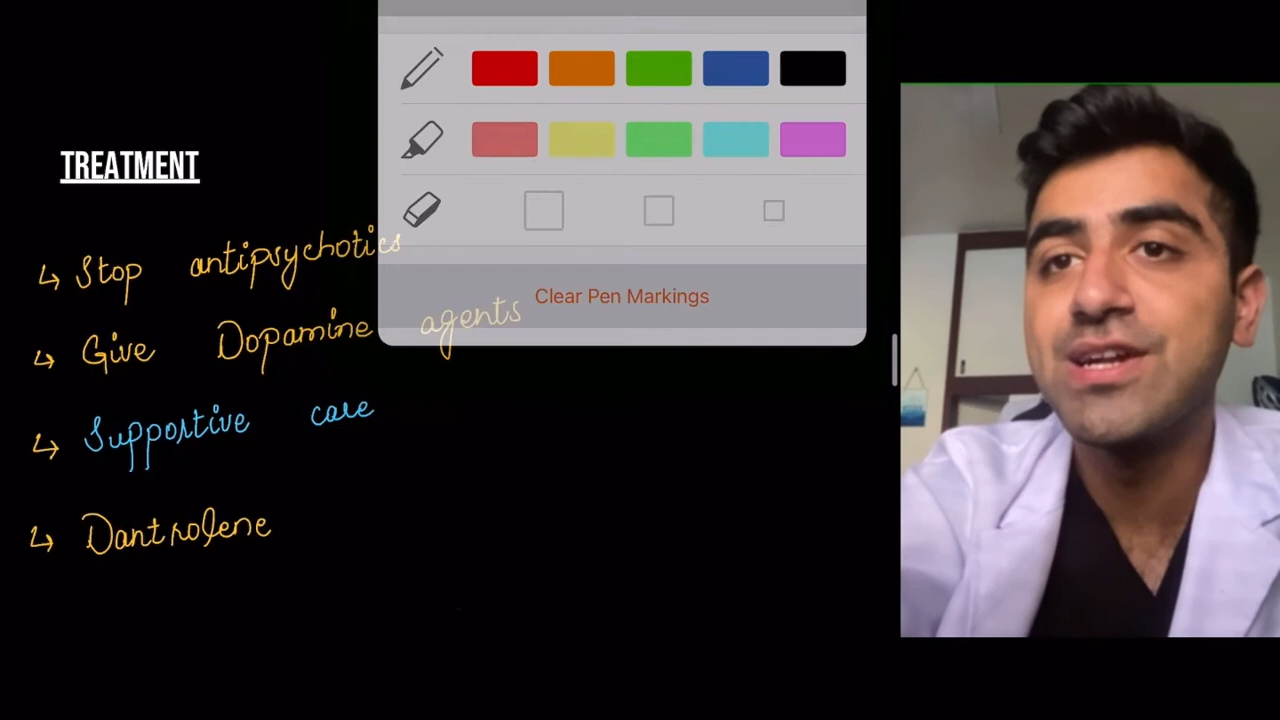 TREATMENT
↳ Stop antipsychotics
↳ Give Dopamine agents
↳ Supportive care
↳ Dantrolene
Clear Pen Markings